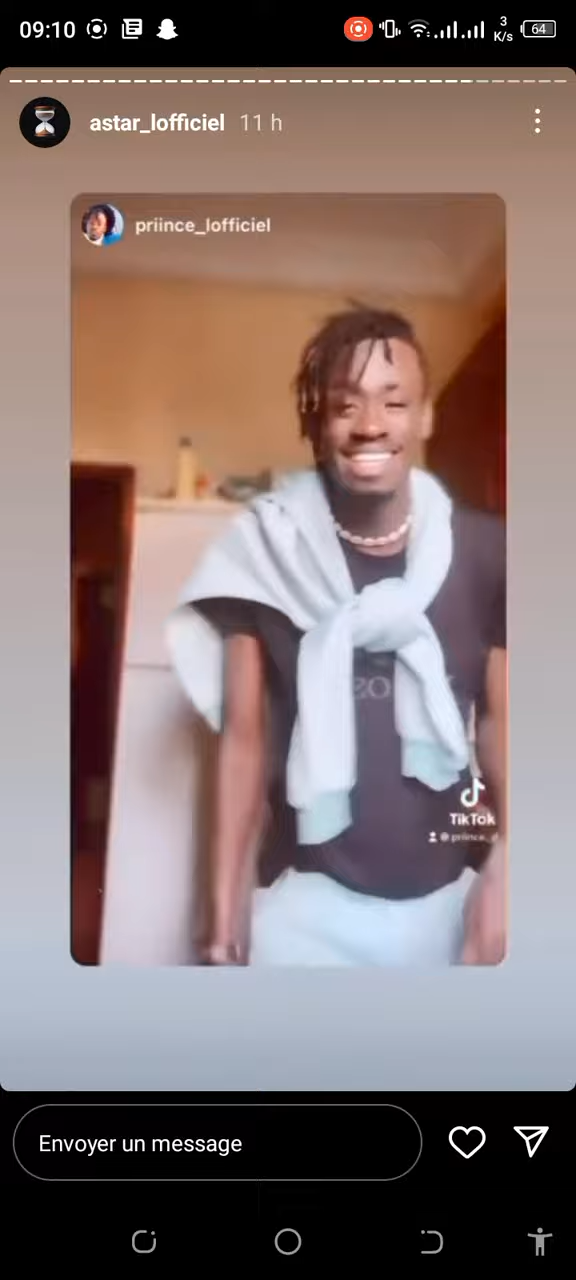 09:10
3
K/s
64
astar_lofficiel 11 h
priince_lofficiel
TikTok
Envoyer un message